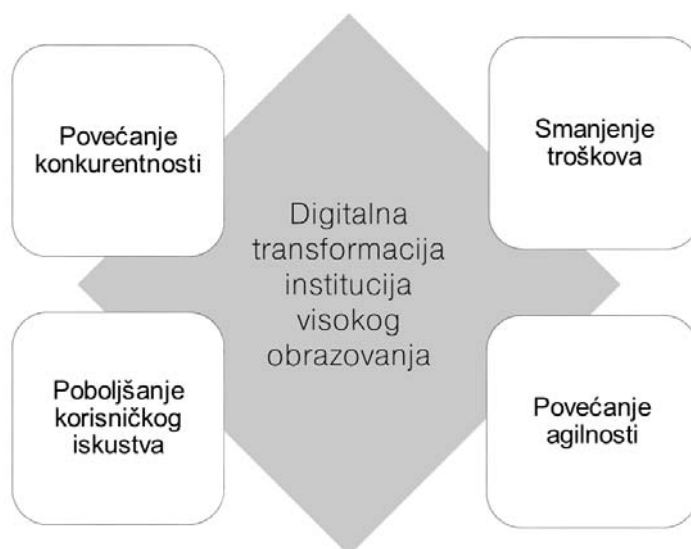 Povećanje
konkurentnosti
Smanjenje
troškova
Digitalna
transformacija
institucija
visokog
obrazovanja
Poboljšanje
korisničkog
iskustva
Povećanje
agilnosti